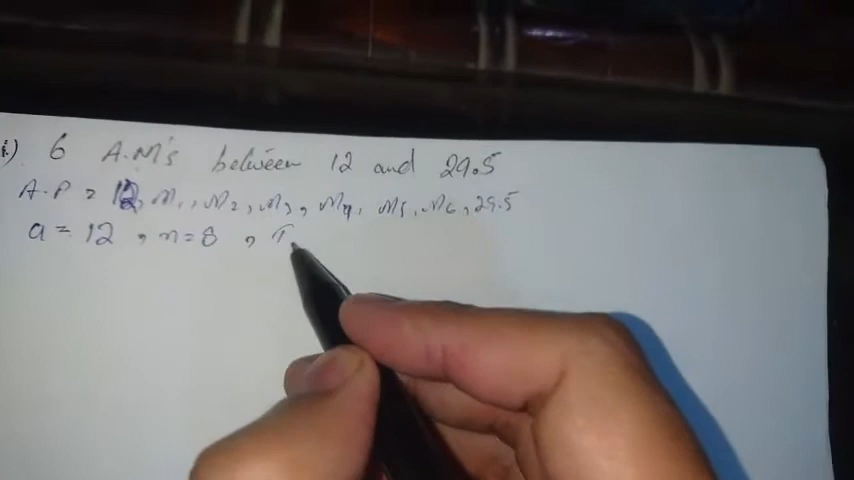 i) 6 A.M's between 12 and 29.5
A.P = 12, M1, M2, M3, M4, M5, M6, 29.5
a = 12 , n = 8 , T